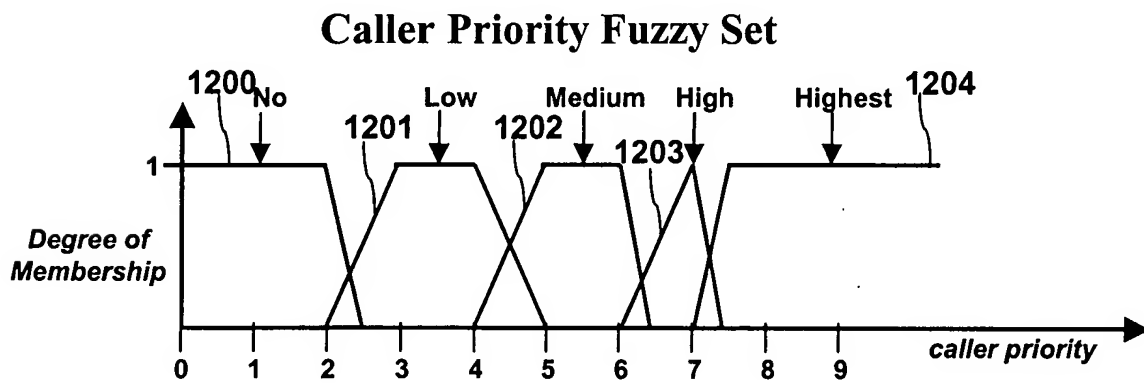 Caller Priority Fuzzy Set
1200
No
1201
Low
1202
Medium
1203
High
Highest
1204
1
Degree of
Membership
0 1 2 3 4 5 6 7 8 9
caller priority